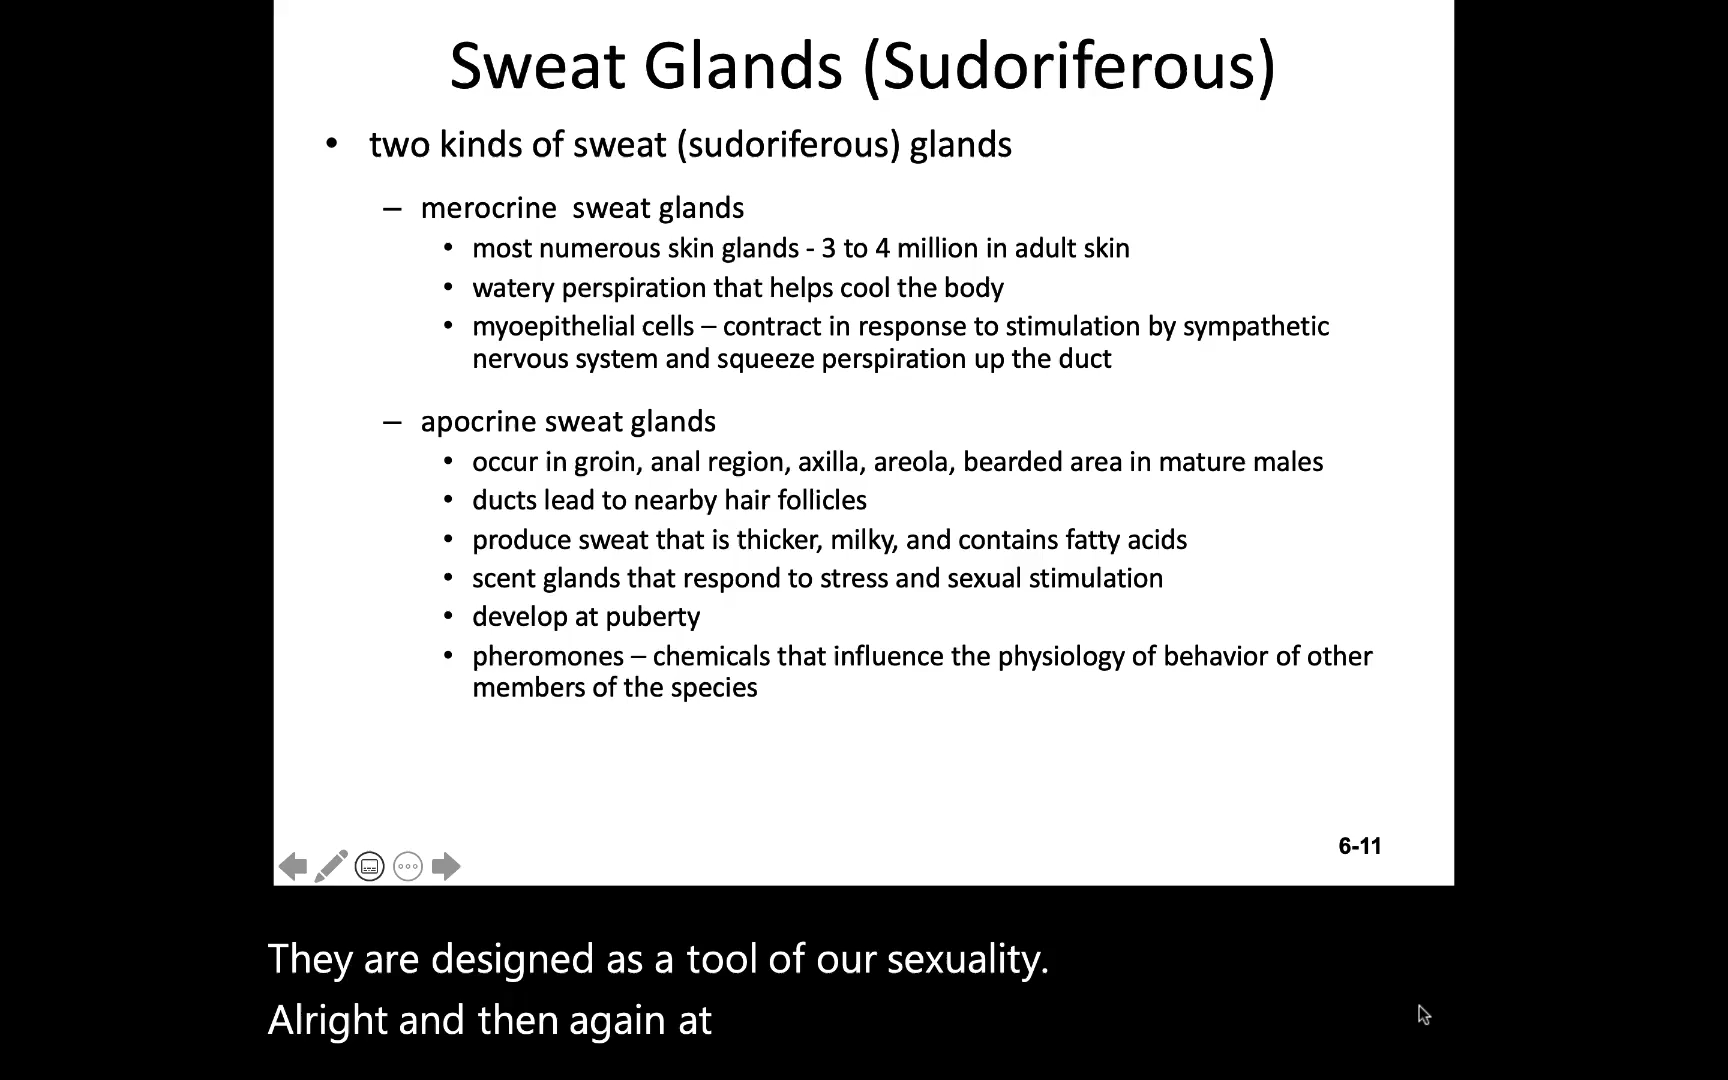 Sweat Glands (Sudoriferous)
• two kinds of sweat (sudoriferous) glands
– merocrine sweat glands
• most numerous skin glands - 3 to 4 million in adult skin
• watery perspiration that helps cool the body
• myoepithelial cells – contract in response to stimulation by sympathetic
nervous system and squeeze perspiration up the duct
– apocrine sweat glands
• occur in groin, anal region, axilla, areola, bearded area in mature males
• ducts lead to nearby hair follicles
• produce sweat that is thicker, milky, and contains fatty acids
• scent glands that respond to stress and sexual stimulation
• develop at puberty
• pheromones – chemicals that influence the physiology of behavior of other
members of the species
6-11
They are designed as a tool of our sexuality.
Alright and then again at